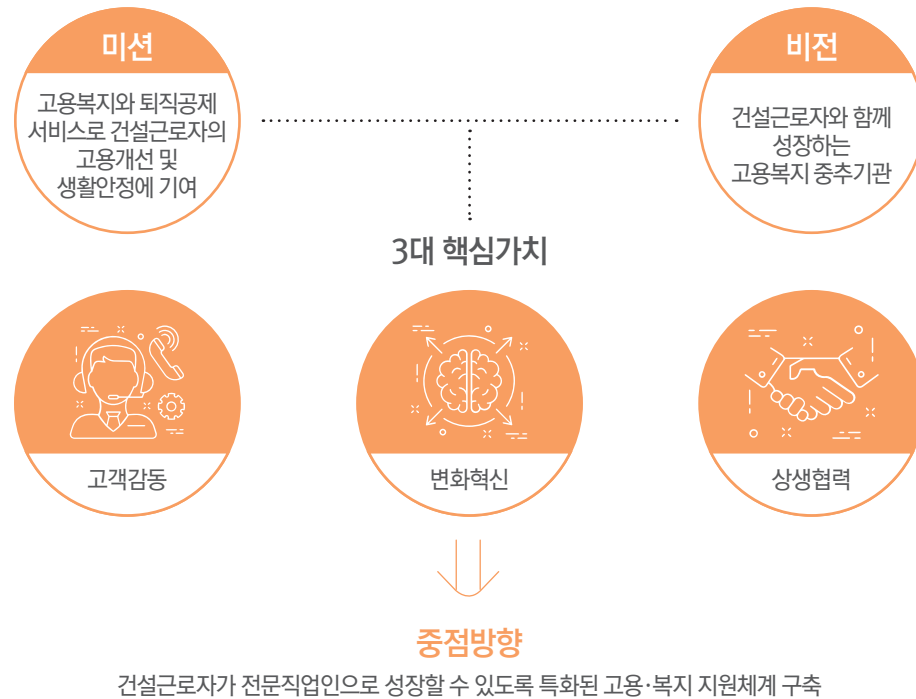 미션
고용복지와 퇴직공제
서비스로 건설근로자의
고용개선 및
생활안정에 기여
비전
건설근로자와 함께
성장하는
고용복지 중추기관
3대 핵심가치
고객감동
변화혁신
상생협력
중점방향
건설근로자가 전문직업인으로 성장할 수 있도록 특화된 고용·복지 지원체계 구축